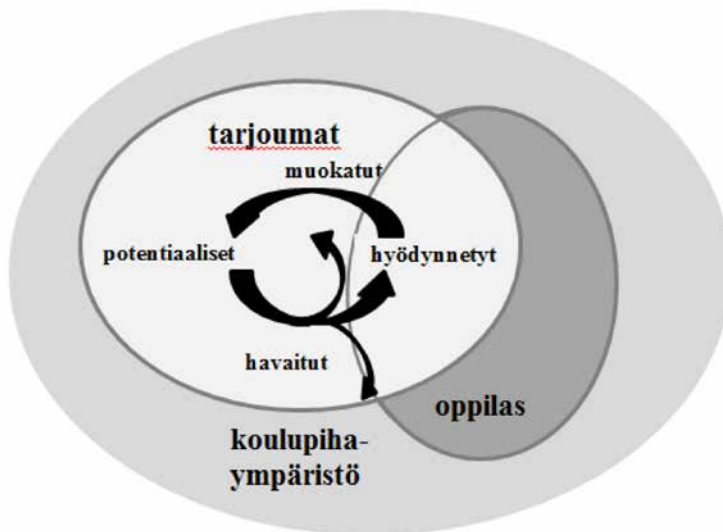 tarjoumat
muokatut
potentiaaliset
hyödynnetyt
havaitut
oppilas
koulupiha-
ympäristö